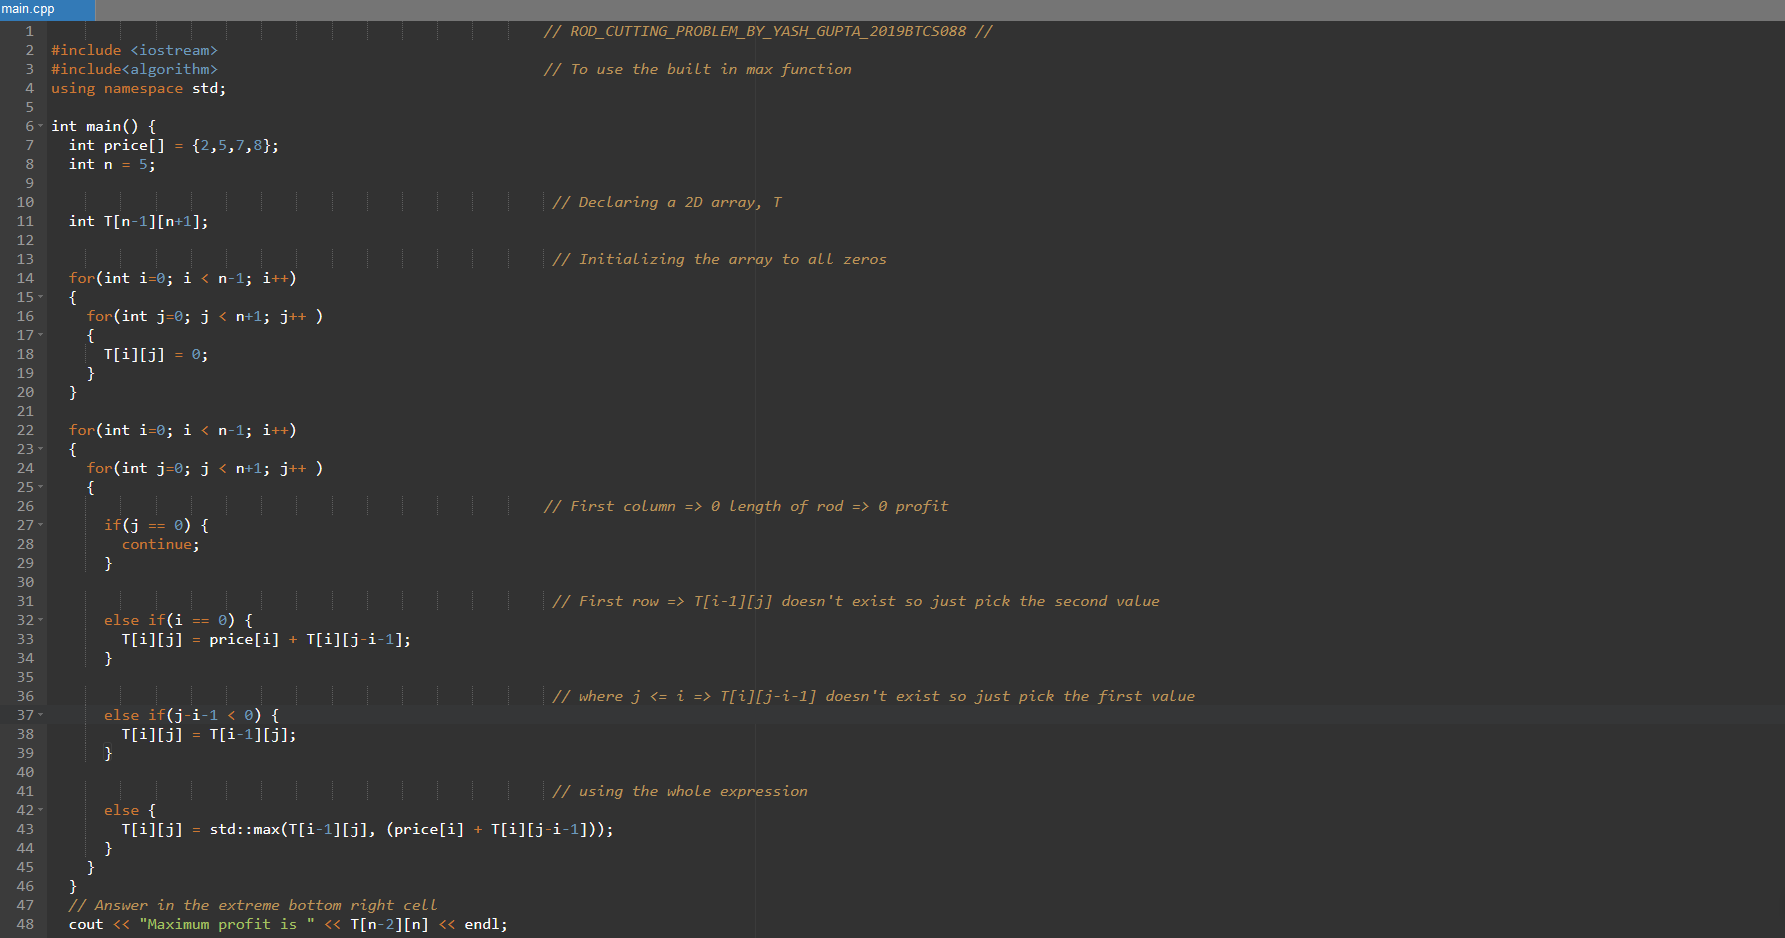 main.cpp
1 // ROD_CUTTING_PROBLEM_BY_YASH_GUPTA_2019BTCS088 //
2 #include <iostream>
3 #include<algorithm> // To use the built in max function
4 using namespace std;
5
6 int main() {
7 int price[] = {2,5,7,8};
8 int n = 5;
9
10 // Declaring a 2D array, T
11 int T[n-1][n+1];
12
13 // Initializing the array to all zeros
14 for(int i=0; i < n-1; i++)
15 {
16 for(int j=0; j < n+1; j++ )
17 {
18 T[i][j] = 0;
19 }
20 }
21
22 for(int i=0; i < n-1; i++)
23 {
24 for(int j=0; j < n+1; j++ )
25 {
26 // First column => 0 length of rod => 0 profit
27 if(j == 0) {
28 continue;
29 }
30
31 // First row => T[i-1][j] doesn't exist so just pick the second value
32 else if(i == 0) {
33 T[i][j] = price[i] + T[i][j-i-1];
34 }
35
36 // where j <= i => T[i][j-i-1] doesn't exist so just pick the first value
37 else if(j-i-1 < 0) {
38 T[i][j] = T[i-1][j];
39 }
40
41 // using the whole expression
42 else {
43 T[i][j] = std::max(T[i-1][j], (price[i] + T[i][j-i-1]));
44 }
45 }
46 }
47 // Answer in the extreme bottom right cell
48 cout << "Maximum profit is " << T[n-2][n] << endl;